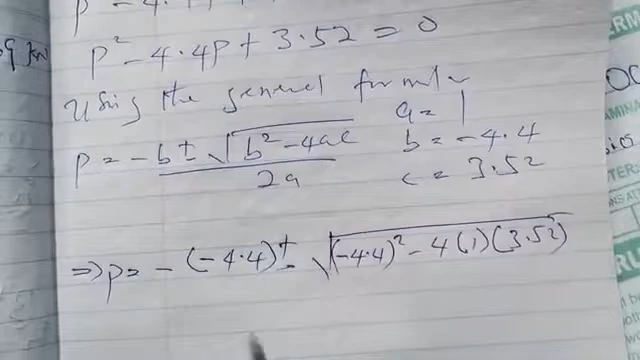 P² - 4.4P + 3.52 = 0
Using the general formular
a = 1
P = -b ± √b² - 4ac
2a
b = -4.4
c = 3.52
⇒ P = -(-4.4) ± √(-4.4)² - 4(1)(3.52)